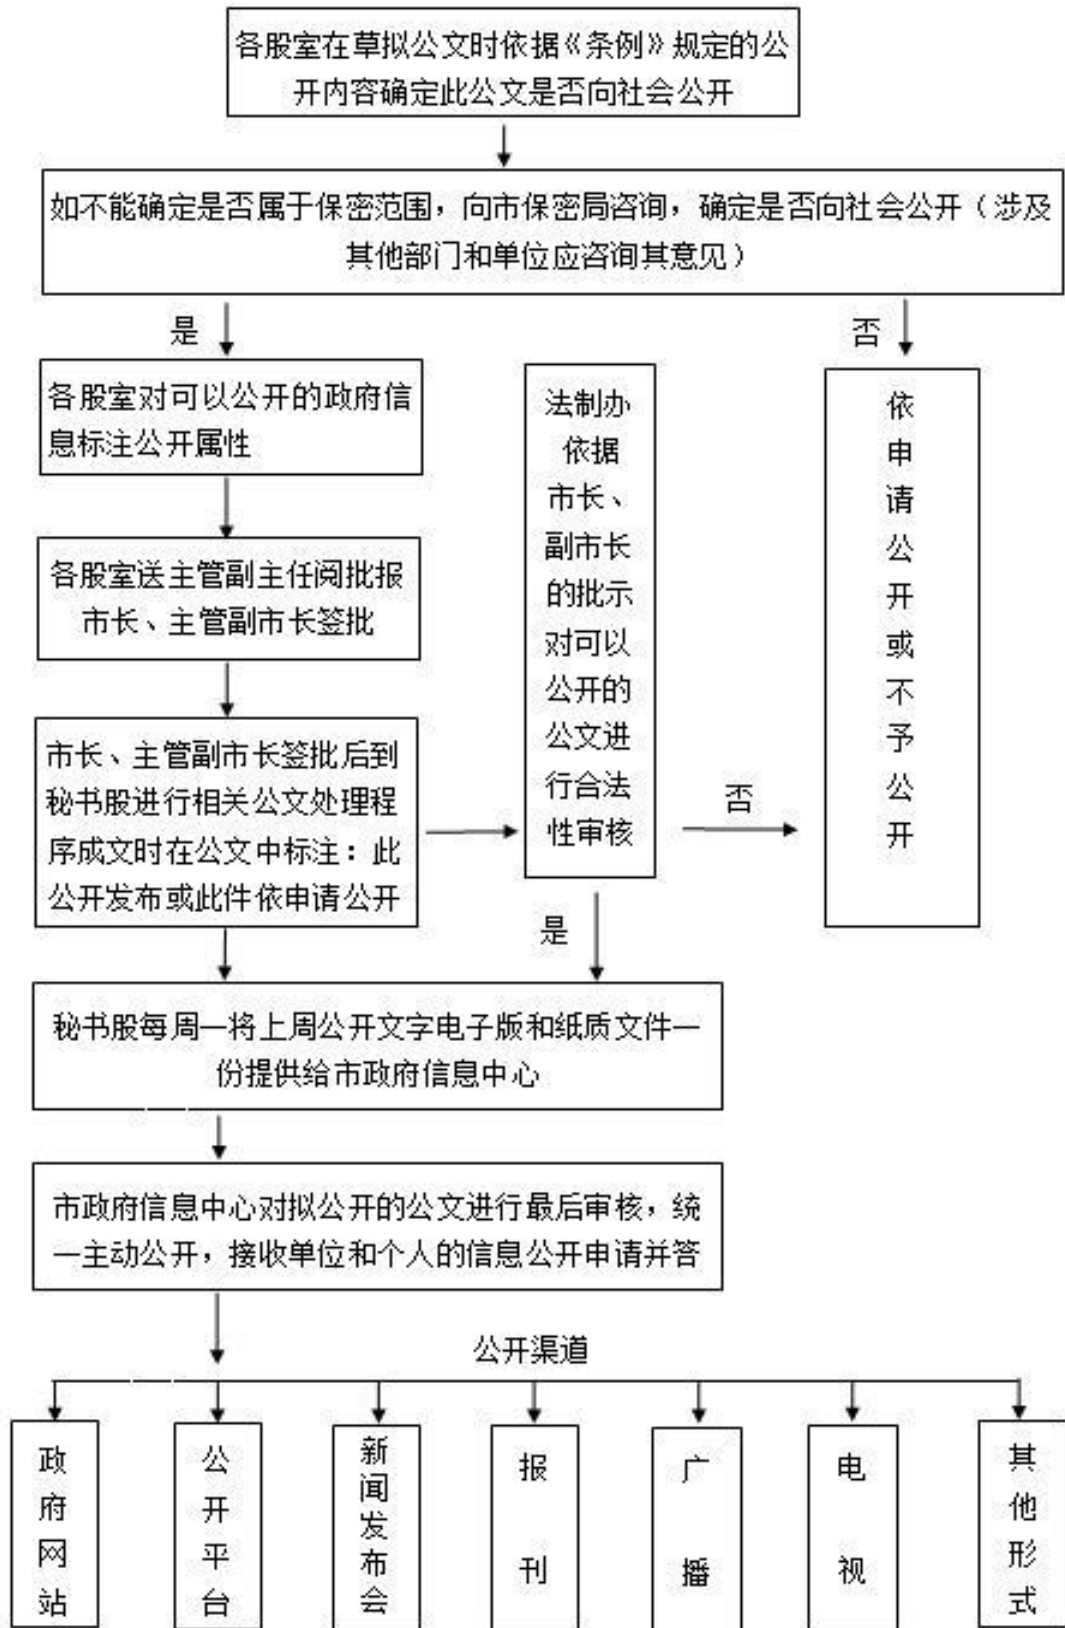 各股室在草拟公文时依据《条例》规定的公
开内容确定此公文是否向社会公开
如不能确定是否属于保密范围，向市保密局咨询，确定是否向社会公开（涉及
其他部门和单位应咨询其意见）
是
否
各股室对可以公开的政府信
息标注公开属性
各股室送主管副主任阅批报
市长、主管副市长签批
市长、主管副市长签批后到
秘书股进行相关公文处理程
序成文时在公文中标注：此
公开发布或此件依申请公开
法制办
依据
市长、
副市长
的批示
对可以
公开的
公文进
行合法
性审核
否
依申请公开或不予公开
是
秘书股每周一将上周公开文字电子版和纸质文件一
份提供给市政府信息中心
市政府信息中心对拟公开的公文进行最后审核，统
一主动公开，接收单位和个人的信息公开申请并答
公开渠道
政府网站
公开平台
新闻发布会
报刊
广播
电视
其他形式